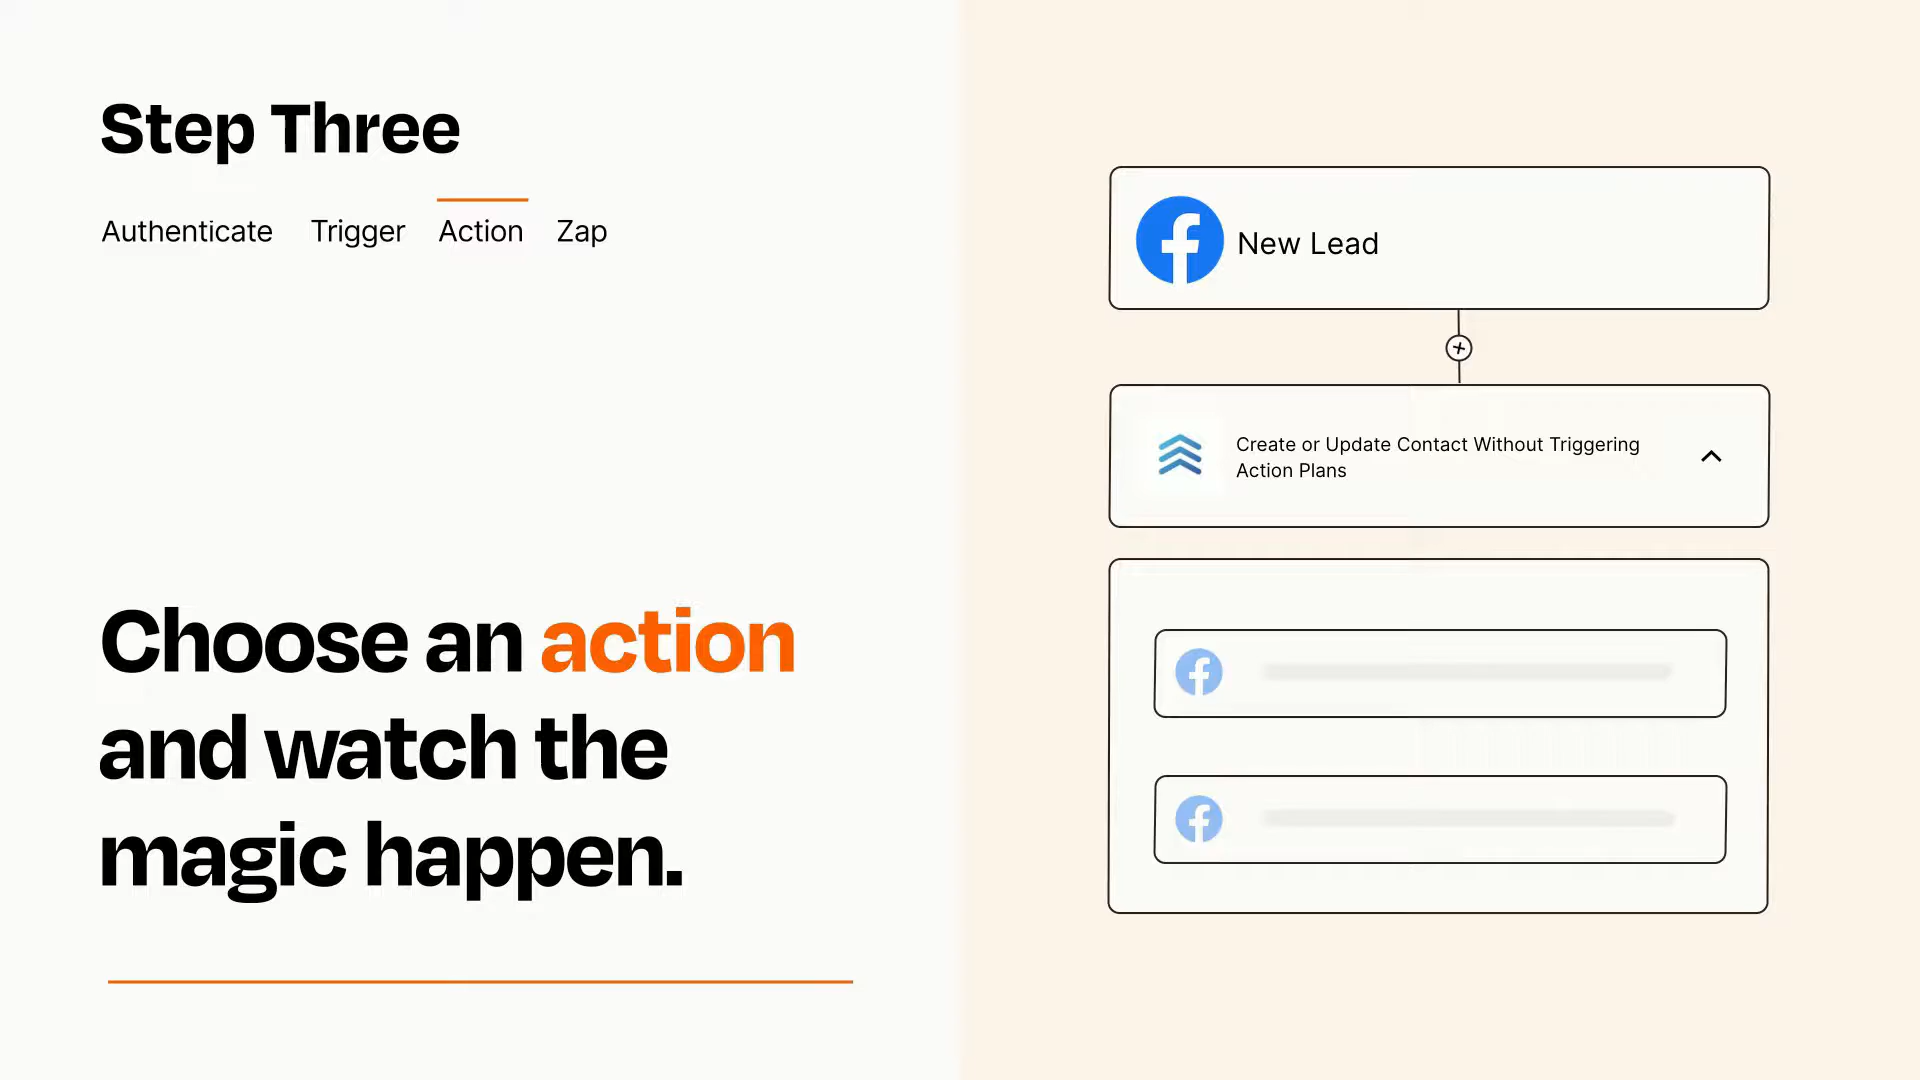 Step Three
Authenticate Trigger Action Zap
Choose an action
and watch the
magic happen.
New Lead
Create or Update Contact Without Triggering
Action Plans